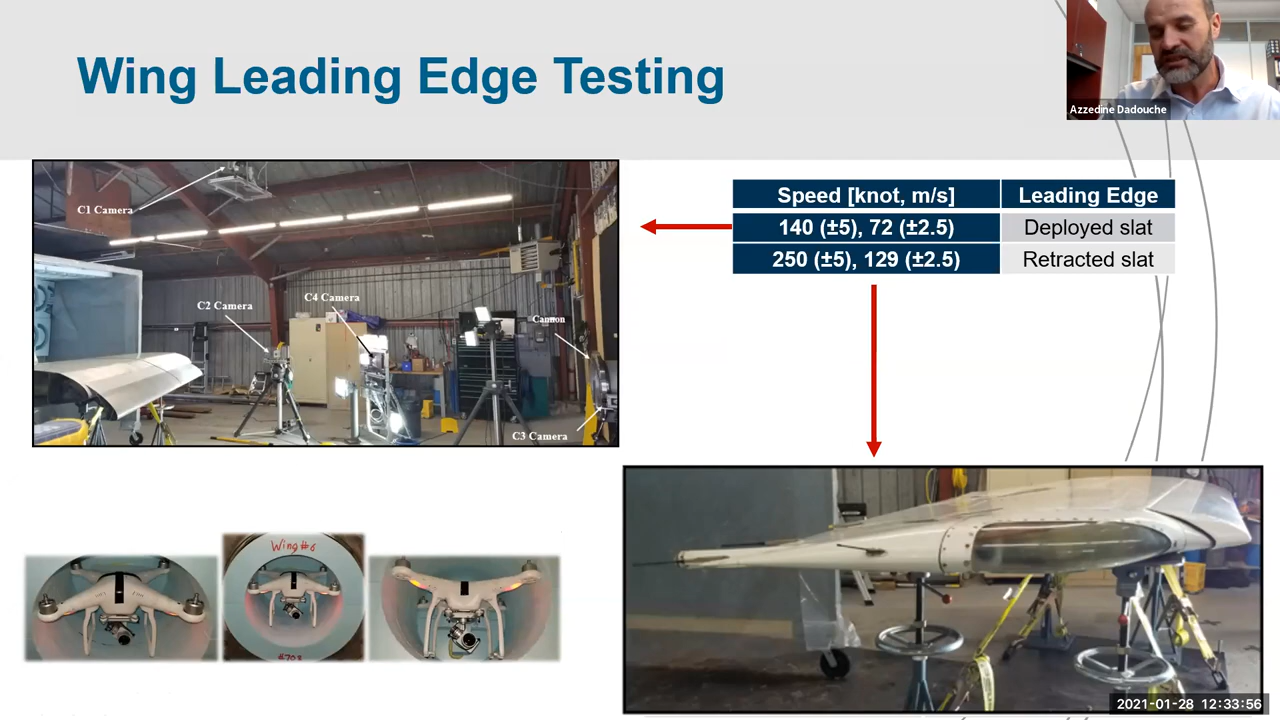 Wing Leading Edge Testing
Azzedine Dadouche
C1 Camera
C2 Camera
C4 Camera
Cannon
C3 Camera
Speed [knot, m/s] Leading Edge
140 (±5), 72 (±2.5) Deployed slat
250 (±5), 129 (±2.5) Retracted slat
Wing#6
#703
2021-01-28 12:33:56